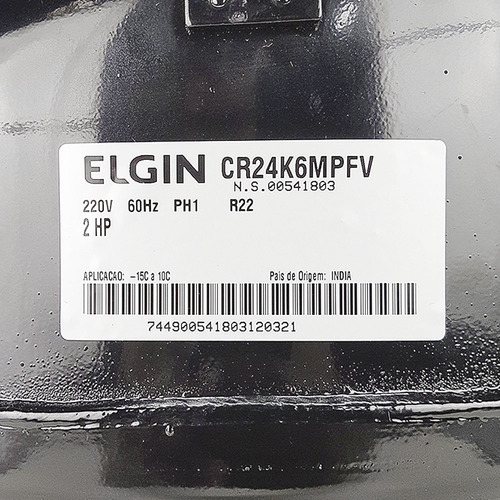 ELGIN CR24K6MPFV
N.S.00541803
220V 60Hz PH1 R22
2 HP
APLICACAO: -15C a 10C Pais de Origem: INDIA
744900541803120321